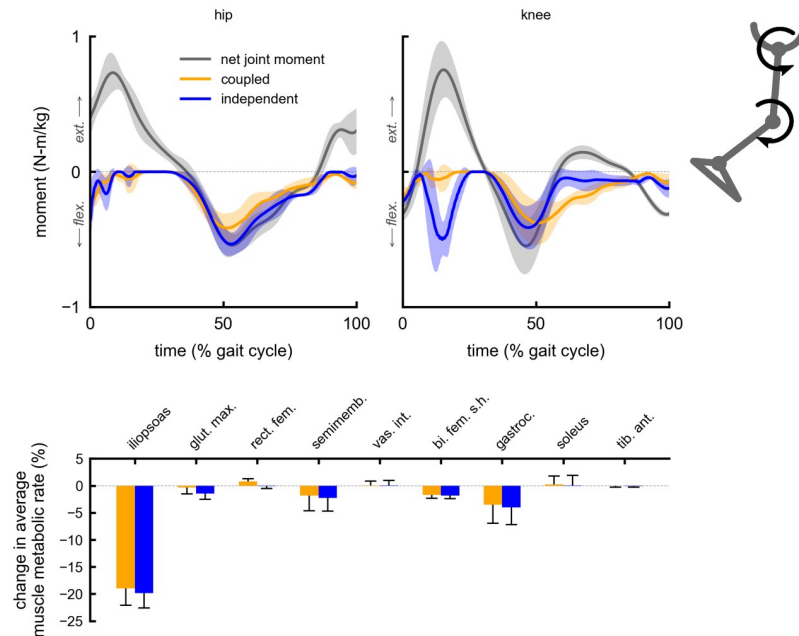 hip
knee
1
0
−1
moment (N-m/kg)
ext. →
← flex.
net joint moment
coupled
independent
ext. →
← flex.
0
50
100
0
50
100
time (% gait cycle)
time (% gait cycle)
iliopsoas
glut. max.
rect. fem.
semimemb.
vas. int.
bi. fem. s.h.
gastroc.
soleus
tib. ant.
change in average
muscle metabolic rate (%)
5
0
−5
−10
−15
−20
−25